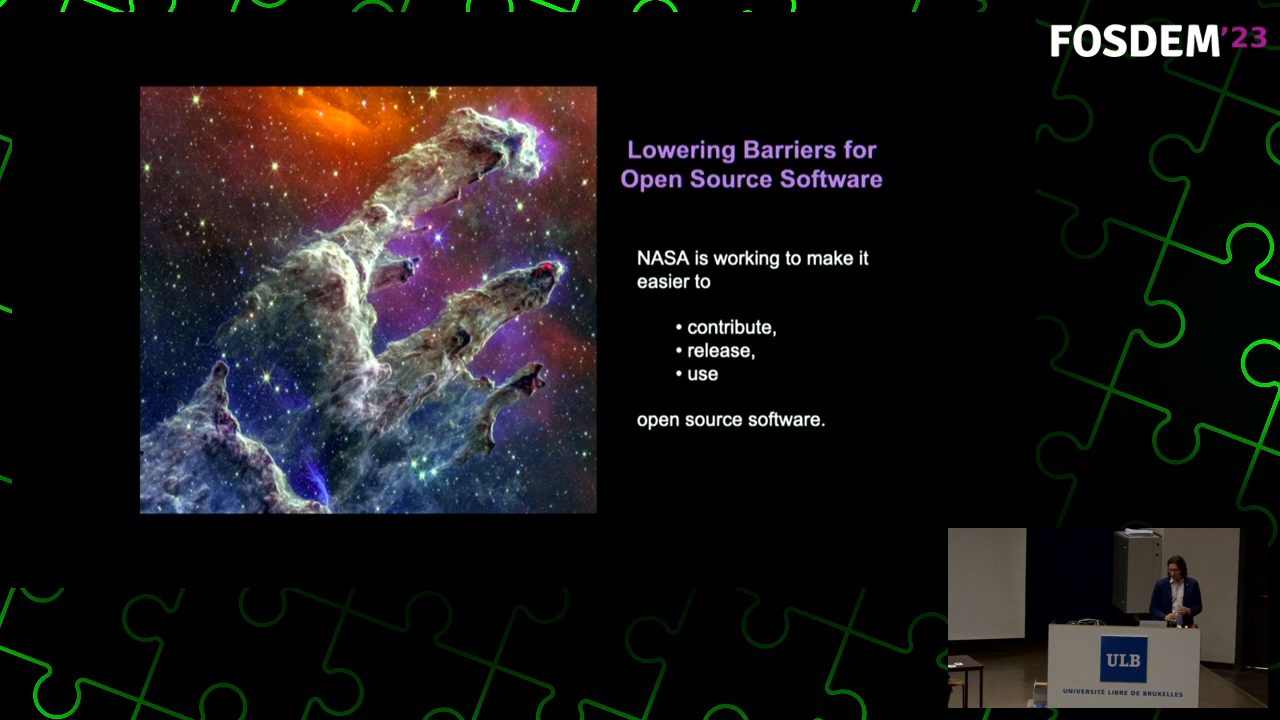 FOSDEM'23
Lowering Barriers for
Open Source Software
NASA is working to make it
easier to
• contribute,
• release,
• use
open source software.
ULB
UNIVERSITÉ LIBRE DE BRUXELLES